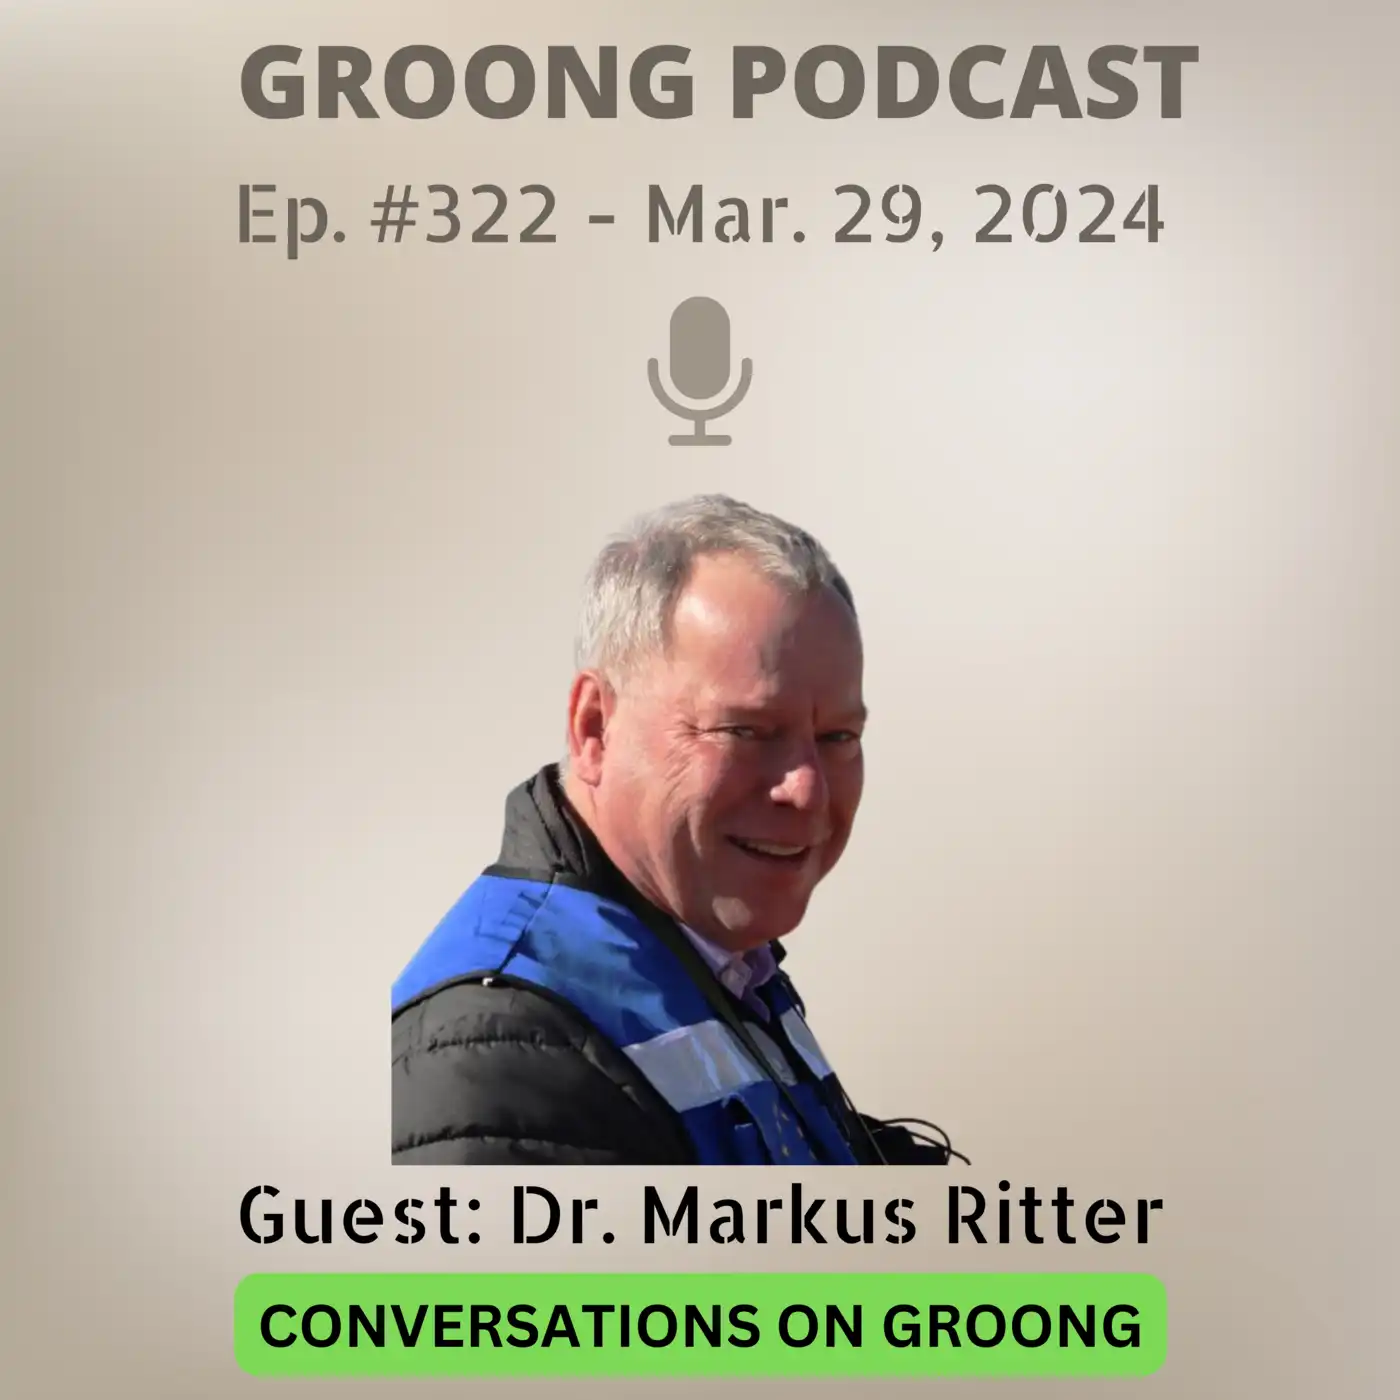 GROONG PODCAST
Ep. #322 - Mar. 29, 2024
Guest: Dr. Markus Ritter
CONVERSATIONS ON GROONG